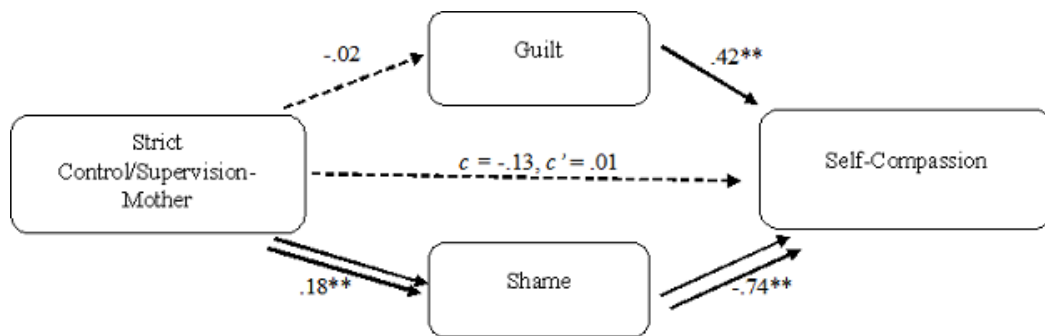 -.02
Guilt
.42**
Strict
Control/Supervision-
Mother
c = -.13, c’ = .01
Self-Compassion
.18**
Shame
-.74**